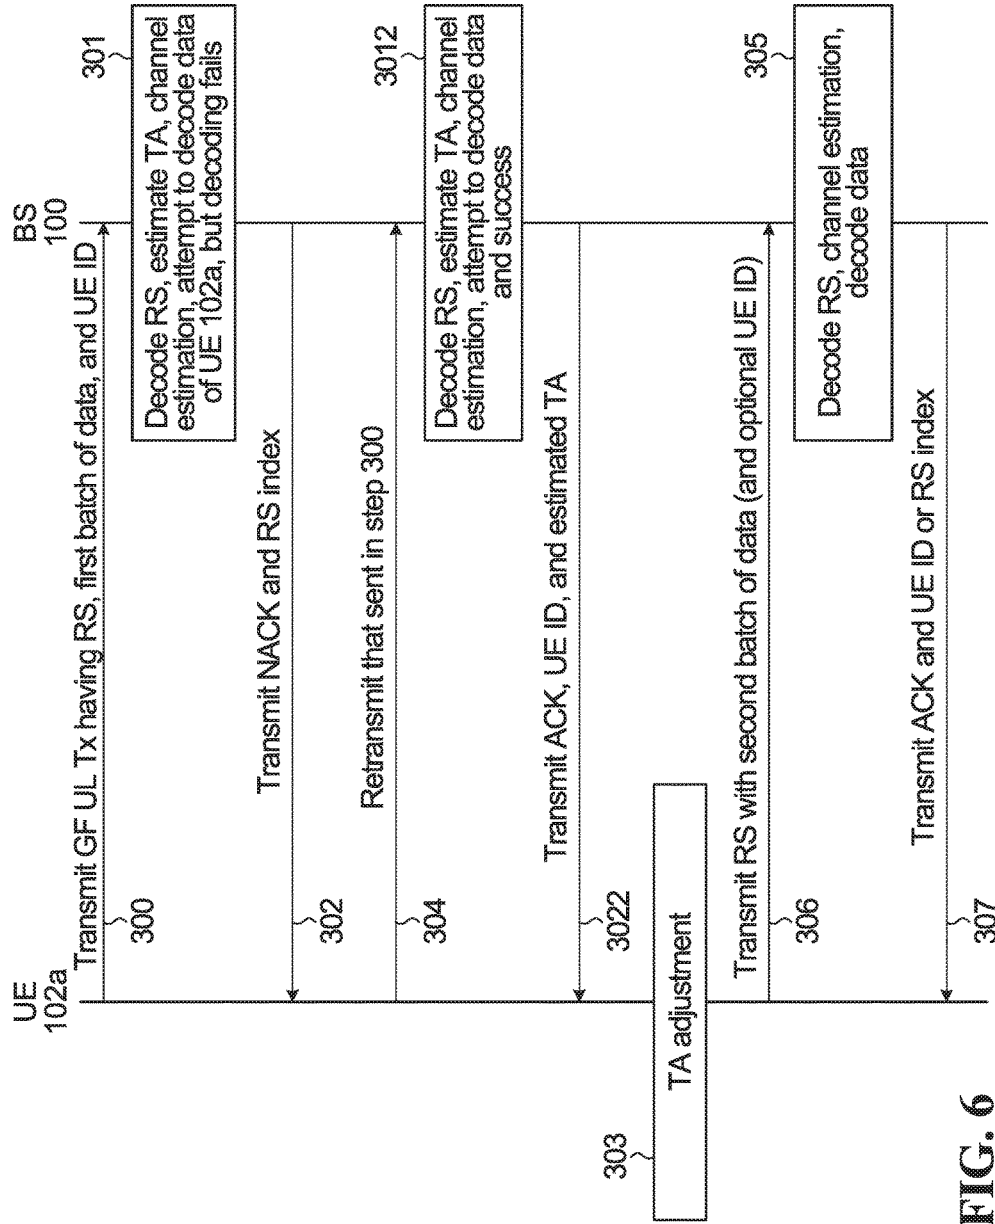 UE
102a
BS
100
Transmit GF UL Tx having RS, first batch of data, and UE ID
300
301
Decode RS, estimate TA, channel
estimation, attempt to decode data
of UE 102a, but decoding fails
Transmit NACK and RS index
302
Retransmit that sent in step 300
304
3012
Decode RS, estimate TA, channel
estimation, attempt to decode data
and success
Transmit ACK, UE ID, and estimated TA
3022
303
TA adjustment
Transmit RS with second batch of data (and optional UE ID)
306
305
Decode RS, channel estimation,
decode data
Transmit ACK and UE ID or RS index
307
FIG. 6